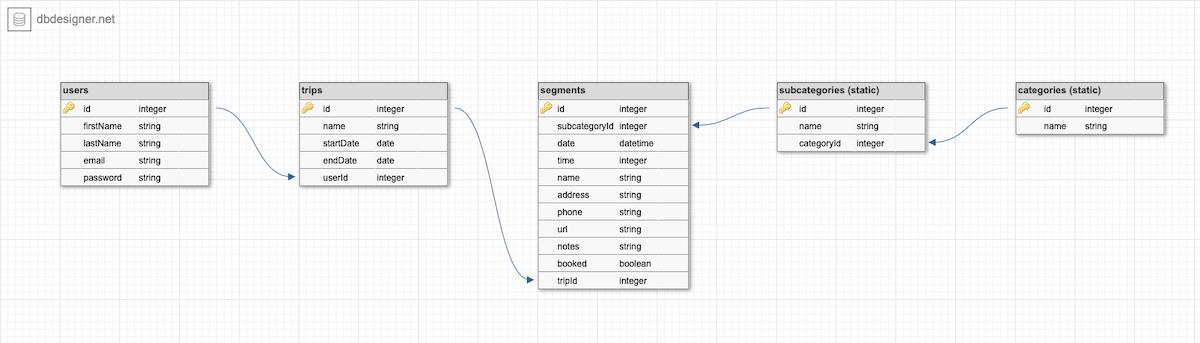 dbdesigner.net
users
id integer
firstName string
lastName string
email string
password string
trips
id integer
name string
startDate date
endDate date
userId integer
segments
id integer
subcategoryId integer
date datetime
time integer
name string
address string
phone string
url string
notes string
booked boolean
tripId integer
subcategories (static)
id integer
name string
categoryId integer
categories (static)
id integer
name string